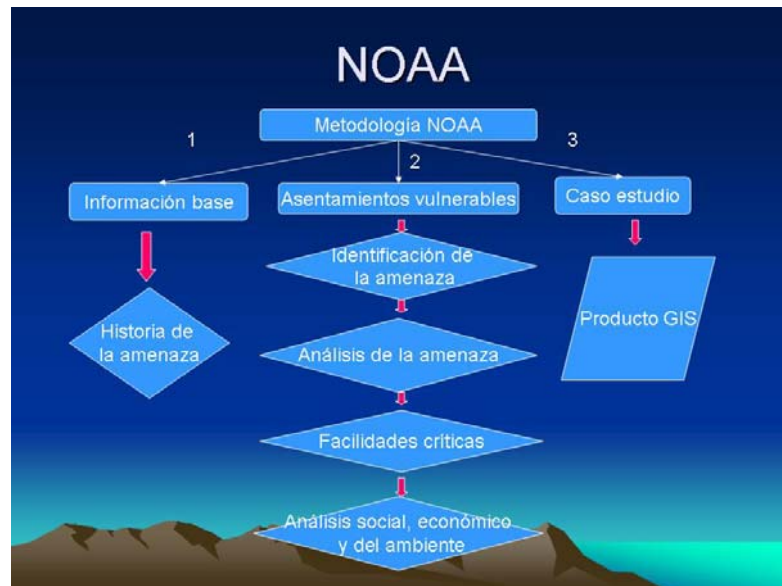 NOAA
Metodología NOAA
1
2
3
Información base
Asentamientos vulnerables
Caso estudio
Historia de
la amenaza
Identificación de
la amenaza
Análisis de la amenaza
Facilidades críticas
Análisis social, económico
y del ambiente
Producto GIS